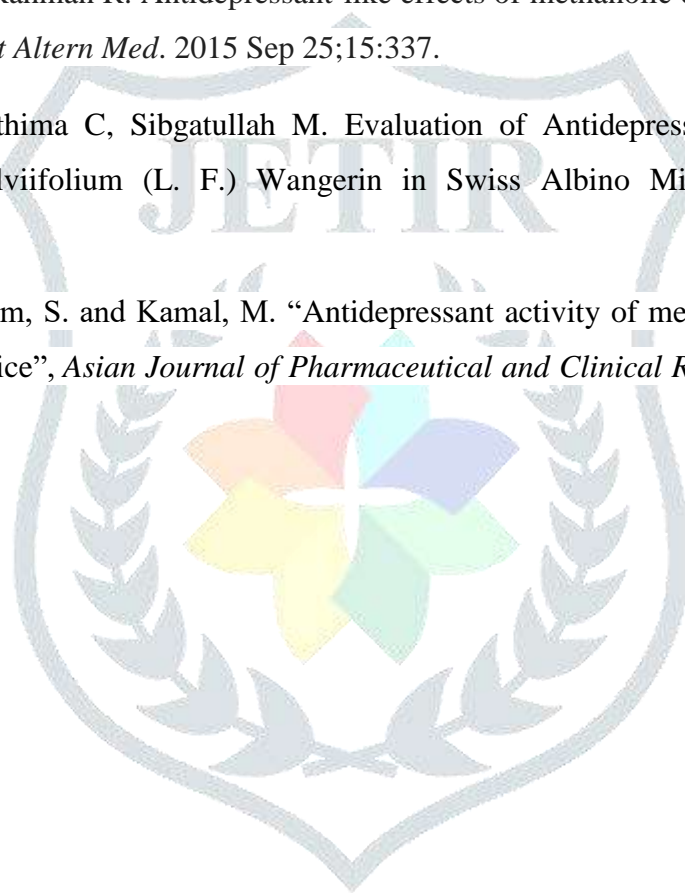 Rahman R. Antidepressant-like effects of methanolic
t Altern Med. 2015 Sep 25;15:337.
thima C, Sibgatullah M. Evaluation of Antidepress
lviifolium (L. F.) Wangerin in Swiss Albino Mi
JETIR
m, S. and Kamal, M. “Antidepressant activity of me
ice”, Asian Journal of Pharmaceutical and Clinical R